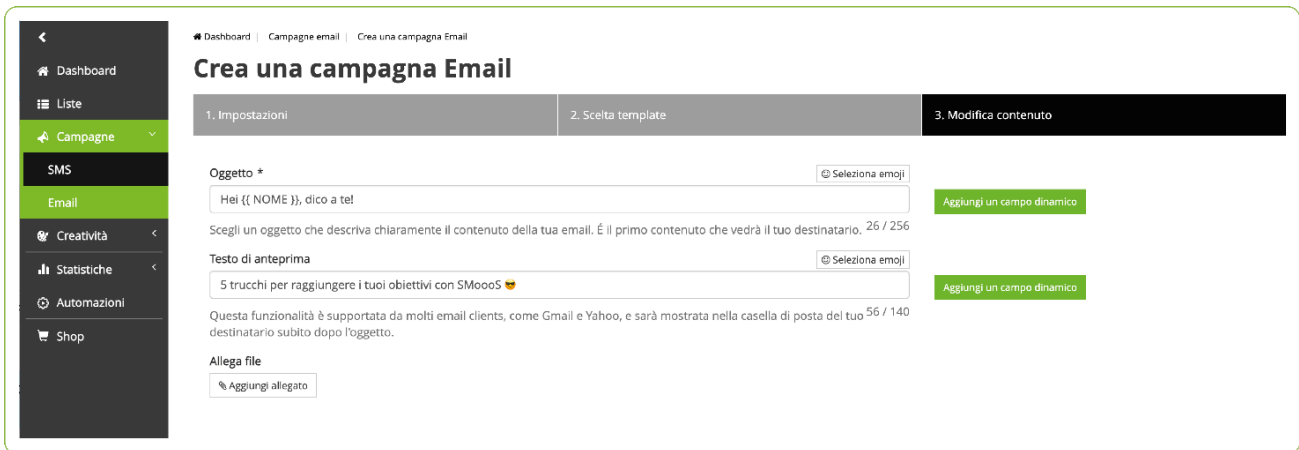 Dashboard | Campagne email | Crea una campagna Email
Crea una campagna Email
1. Impostazioni
2. Scelta template
3. Modifica contenuto
Dashboard
Liste
Campagne
SMS
Email
Creatività
Statistiche
Automazioni
Shop
Oggetto *
Seleziona emoji
Hei {{ NOME }}, dico a te!
Aggiungi un campo dinamico
Scegli un oggetto che descriva chiaramente il contenuto della tua email. É il primo contenuto che vedrà il tuo destinatario. 26 / 256
Testo di anteprima
Seleziona emoji
5 trucchi per raggiungere i tuoi obiettivi con SMoooS 😎
Aggiungi un campo dinamico
Questa funzionalità è supportata da molti email clients, come Gmail e Yahoo, e sarà mostrata nella casella di posta del tuo 56 / 140
destinatario subito dopo l'oggetto.
Allega file
Aggiungi allegato